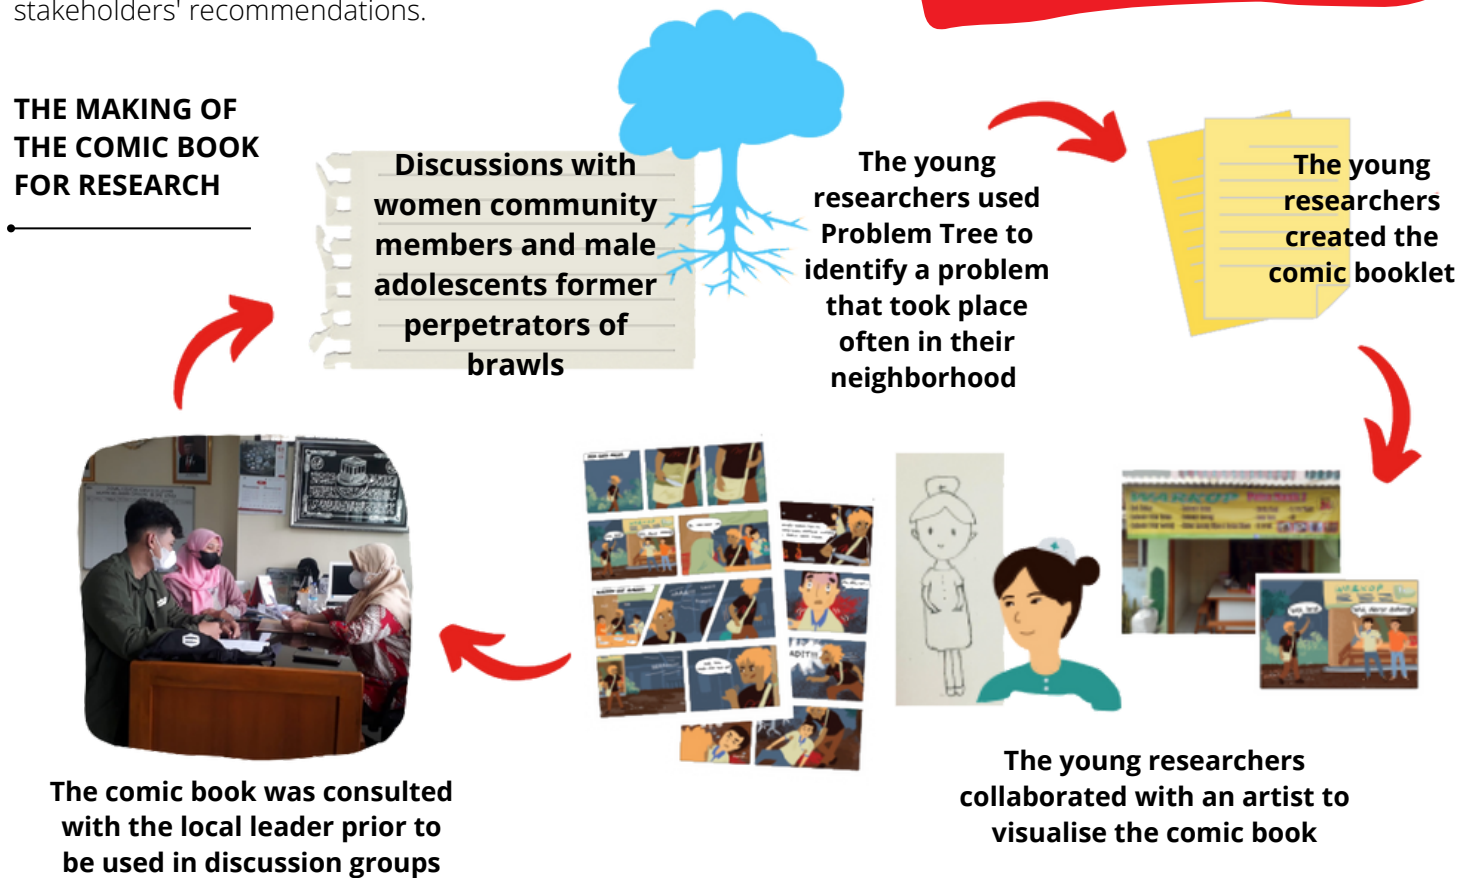 stakeholders' recommendations.
THE MAKING OF
THE COMIC BOOK
FOR RESEARCH
Discussions with
women community
members and male
adolescents former
perpetrators of
brawls
The young
researchers used
Problem Tree to
identify a problem
that took place
often in their
neighborhood
The young
researchers
created the
comic booklet
The young researchers
collaborated with an artist to
visualise the comic book
The comic book was consulted
with the local leader prior to
be used in discussion groups
WARKOP
WARKOP